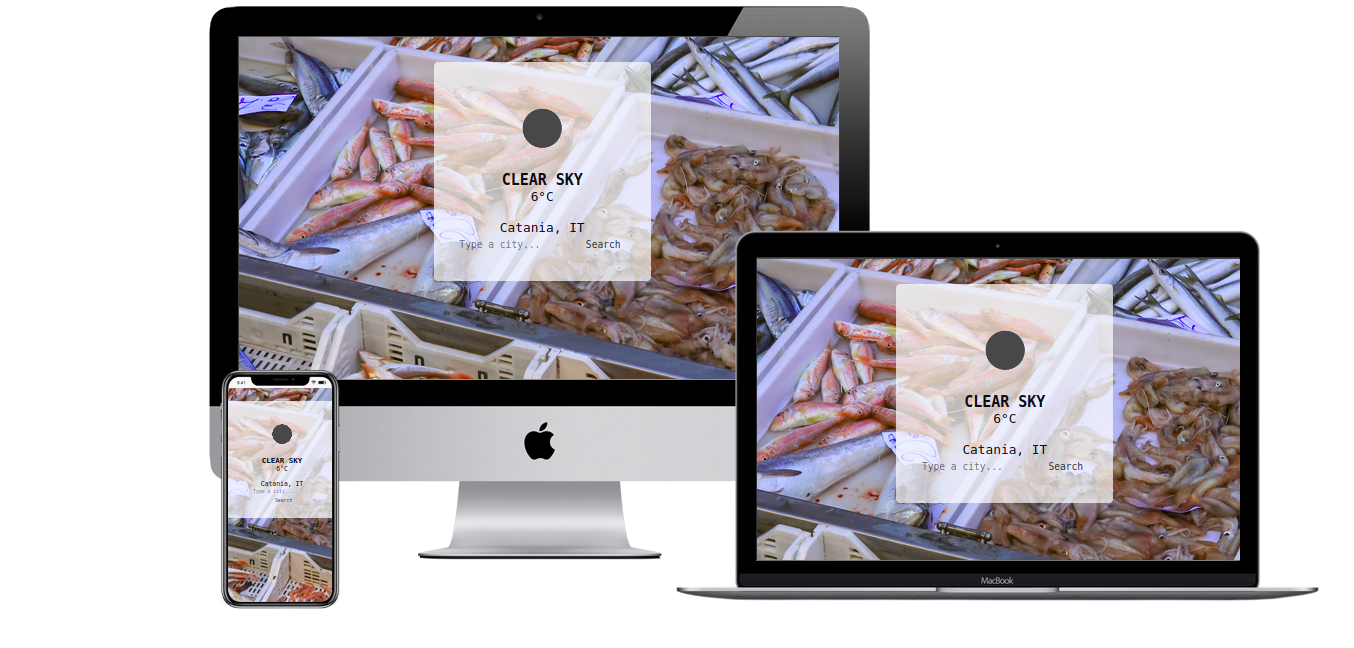 CLEAR SKY
6°C
Catania, IT
Type a city...
Search
n
n
9:41
CLEAR SKY
6°C
Catania, IT
Type a city...
Search
n
CLEAR SKY
6°C
Catania, IT
Type a city...
Search
MacBook